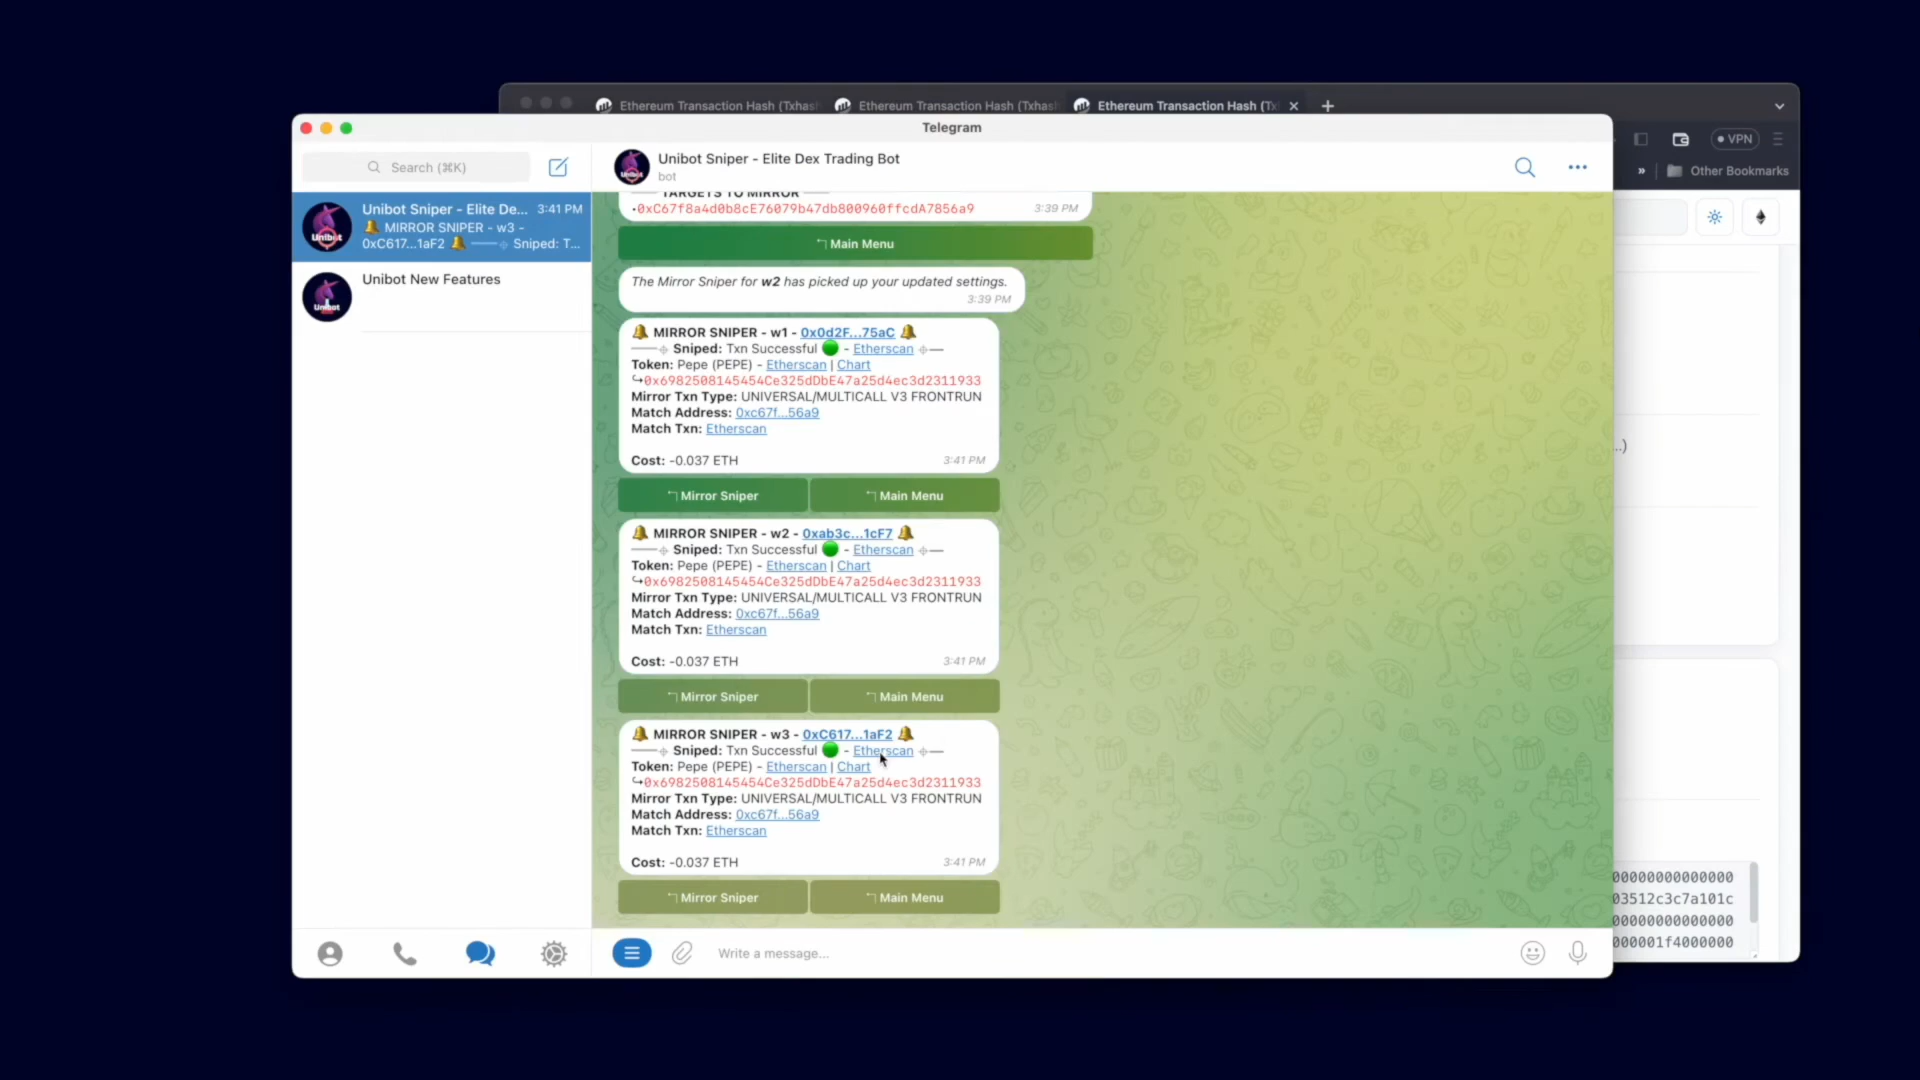 Ethereum Transaction Hash (Txhas
Ethereum Transaction Hash (Txhas
Ethereum Transaction Hash (Tx
Telegram
VPN
Other Bookmarks
Search (⌘K)
Unibot Sniper - Elite Dex Trading Bot
bot
Unibot Sniper - Elite De... 3:41 PM
🔔 MIRROR SNIPER - w3 -
0xC617...1aF2 🔔 ──⌖ Sniped: T...
Unibot New Features
TARGETS TO MIRROR
•0xC67f8a4d0b8cE76079b47db800960ffcdA7856a9 3:39 PM
Main Menu
The Mirror Sniper for w2 has picked up your updated settings.
3:39 PM
🔔 MIRROR SNIPER - w1 - 0x0d2F...75aC 🔔
──⌖ Sniped: Txn Successful 🟢 - Etherscan ⌖─
Token: Pepe (PEPE) - Etherscan | Chart
↪0x6982508145454Ce325dDbE47a25d4ec3d2311933
Mirror Txn Type: UNIVERSAL/MULTICALL V3 FRONTRUN
Match Address: 0xc67f...56a9
Match Txn: Etherscan
Cost: -0.037 ETH 3:41 PM
Mirror Sniper Main Menu
🔔 MIRROR SNIPER - w2 - 0xab3c...1cF7 🔔
──⌖ Sniped: Txn Successful 🟢 - Etherscan ⌖─
Token: Pepe (PEPE) - Etherscan | Chart
↪0x6982508145454Ce325dDbE47a25d4ec3d2311933
Mirror Txn Type: UNIVERSAL/MULTICALL V3 FRONTRUN
Match Address: 0xc67f...56a9
Match Txn: Etherscan
Cost: -0.037 ETH 3:41 PM
Mirror Sniper Main Menu
🔔 MIRROR SNIPER - w3 - 0xC617...1aF2 🔔
──⌖ Sniped: Txn Successful 🟢 - Etherscan ⌖─
Token: Pepe (PEPE) - Etherscan | Chart
↪0x6982508145454Ce325dDbE47a25d4ec3d2311933
Mirror Txn Type: UNIVERSAL/MULTICALL V3 FRONTRUN
Match Address: 0xc67f...56a9
Match Txn: Etherscan
Cost: -0.037 ETH 3:41 PM
Mirror Sniper Main Menu
Write a message...
..)
00000000000000
03512c3c7a101c
00000000000000
000001f4000000